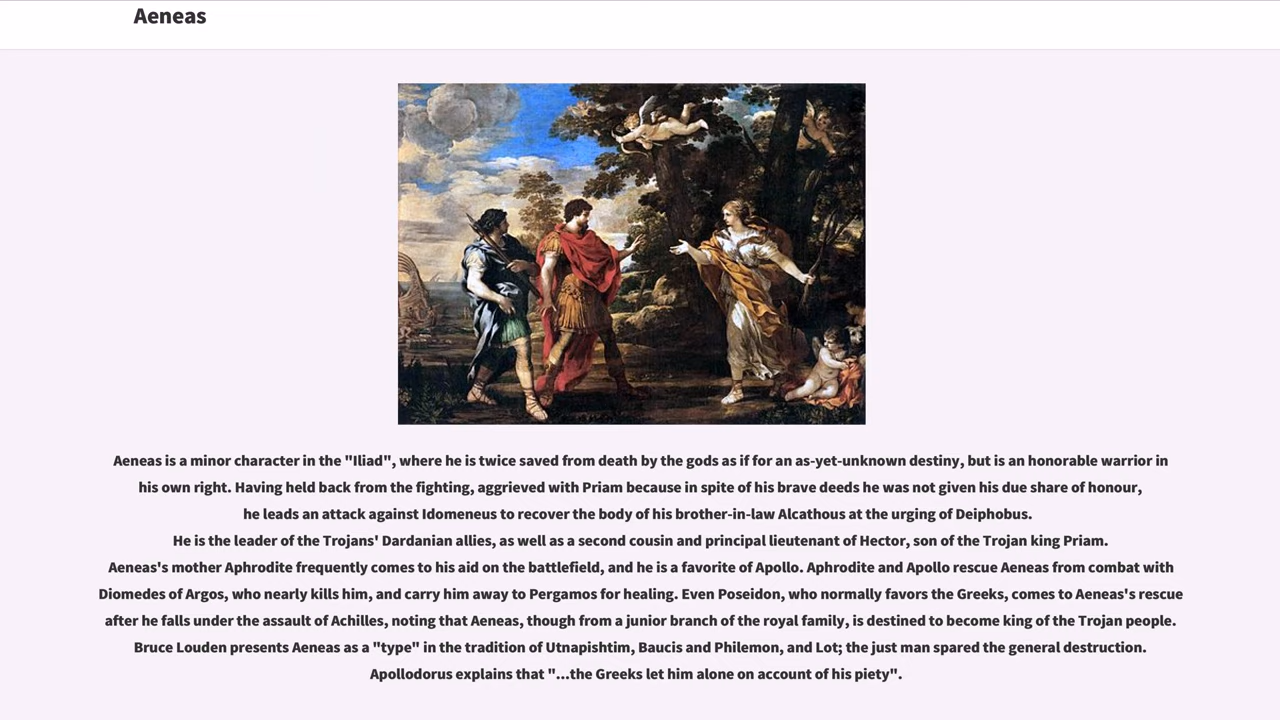 Aeneas
Aeneas is a minor character in the "Iliad", where he is twice saved from death by the gods as if for an as-yet-unknown destiny, but is an honorable warrior in
his own right. Having held back from the fighting, aggrieved with Priam because in spite of his brave deeds he was not given his due share of honour,
he leads an attack against Idomeneus to recover the body of his brother-in-law Alcathous at the urging of Deiphobus.
He is the leader of the Trojans' Dardanian allies, as well as a second cousin and principal lieutenant of Hector, son of the Trojan king Priam.
Aeneas's mother Aphrodite frequently comes to his aid on the battlefield, and he is a favorite of Apollo. Aphrodite and Apollo rescue Aeneas from combat with
Diomedes of Argos, who nearly kills him, and carry him away to Pergamos for healing. Even Poseidon, who normally favors the Greeks, comes to Aeneas's rescue
after he falls under the assault of Achilles, noting that Aeneas, though from a junior branch of the royal family, is destined to become king of the Trojan people.
Bruce Louden presents Aeneas as a "type" in the tradition of Utnapishtim, Baucis and Philemon, and Lot; the just man spared the general destruction.
Apollodorus explains that "...the Greeks let him alone on account of his piety".